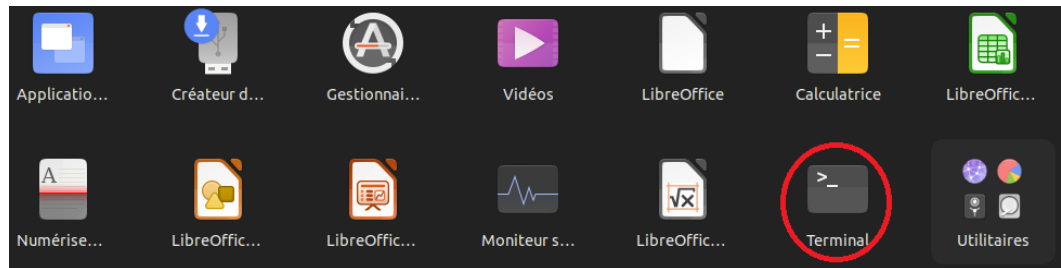 Applicatio...
Créateur d...
Gestionnai...
Vidéos
LibreOffice
Calculatrice
LibreOffic...
A
>_
Numérise...
LibreOffic...
LibreOffic...
Moniteur s...
LibreOffic...
Terminal
Utilitaires